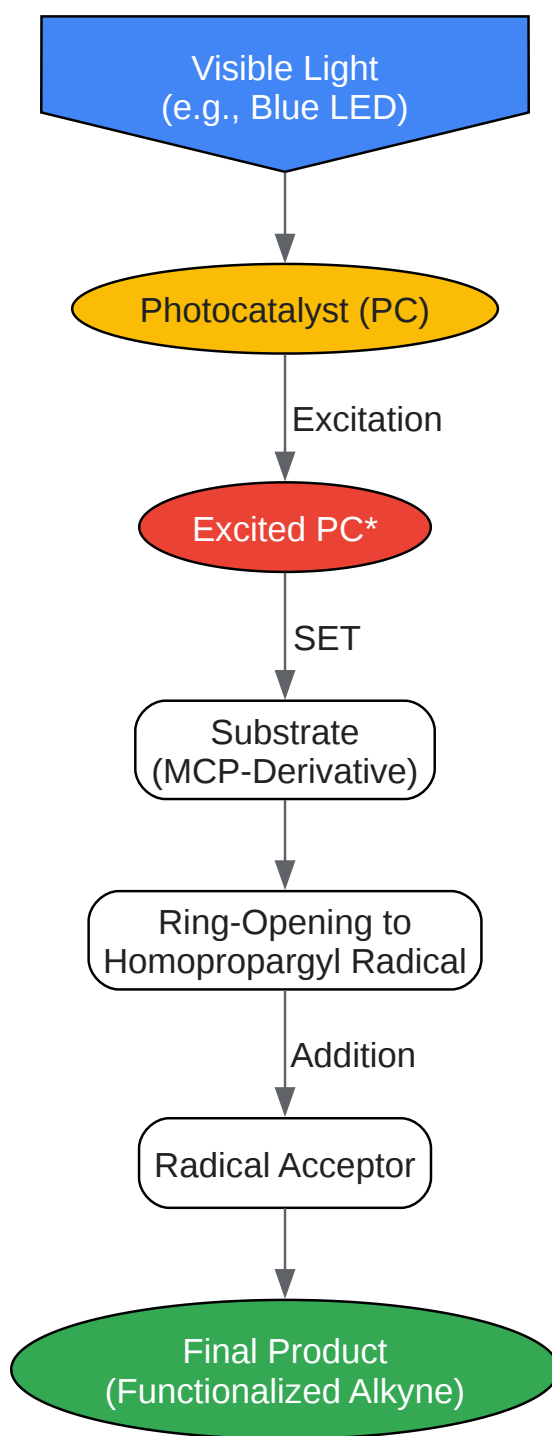 Visible Light
(e.g., Blue LED)
Photocatalyst (PC)
Excitation
Excited PC*
SET
Substrate
(MCP-Derivative)
Ring-Opening to
Homopropargyl Radical
Addition
Radical Acceptor
Final Product
(Functionalized Alkyne)